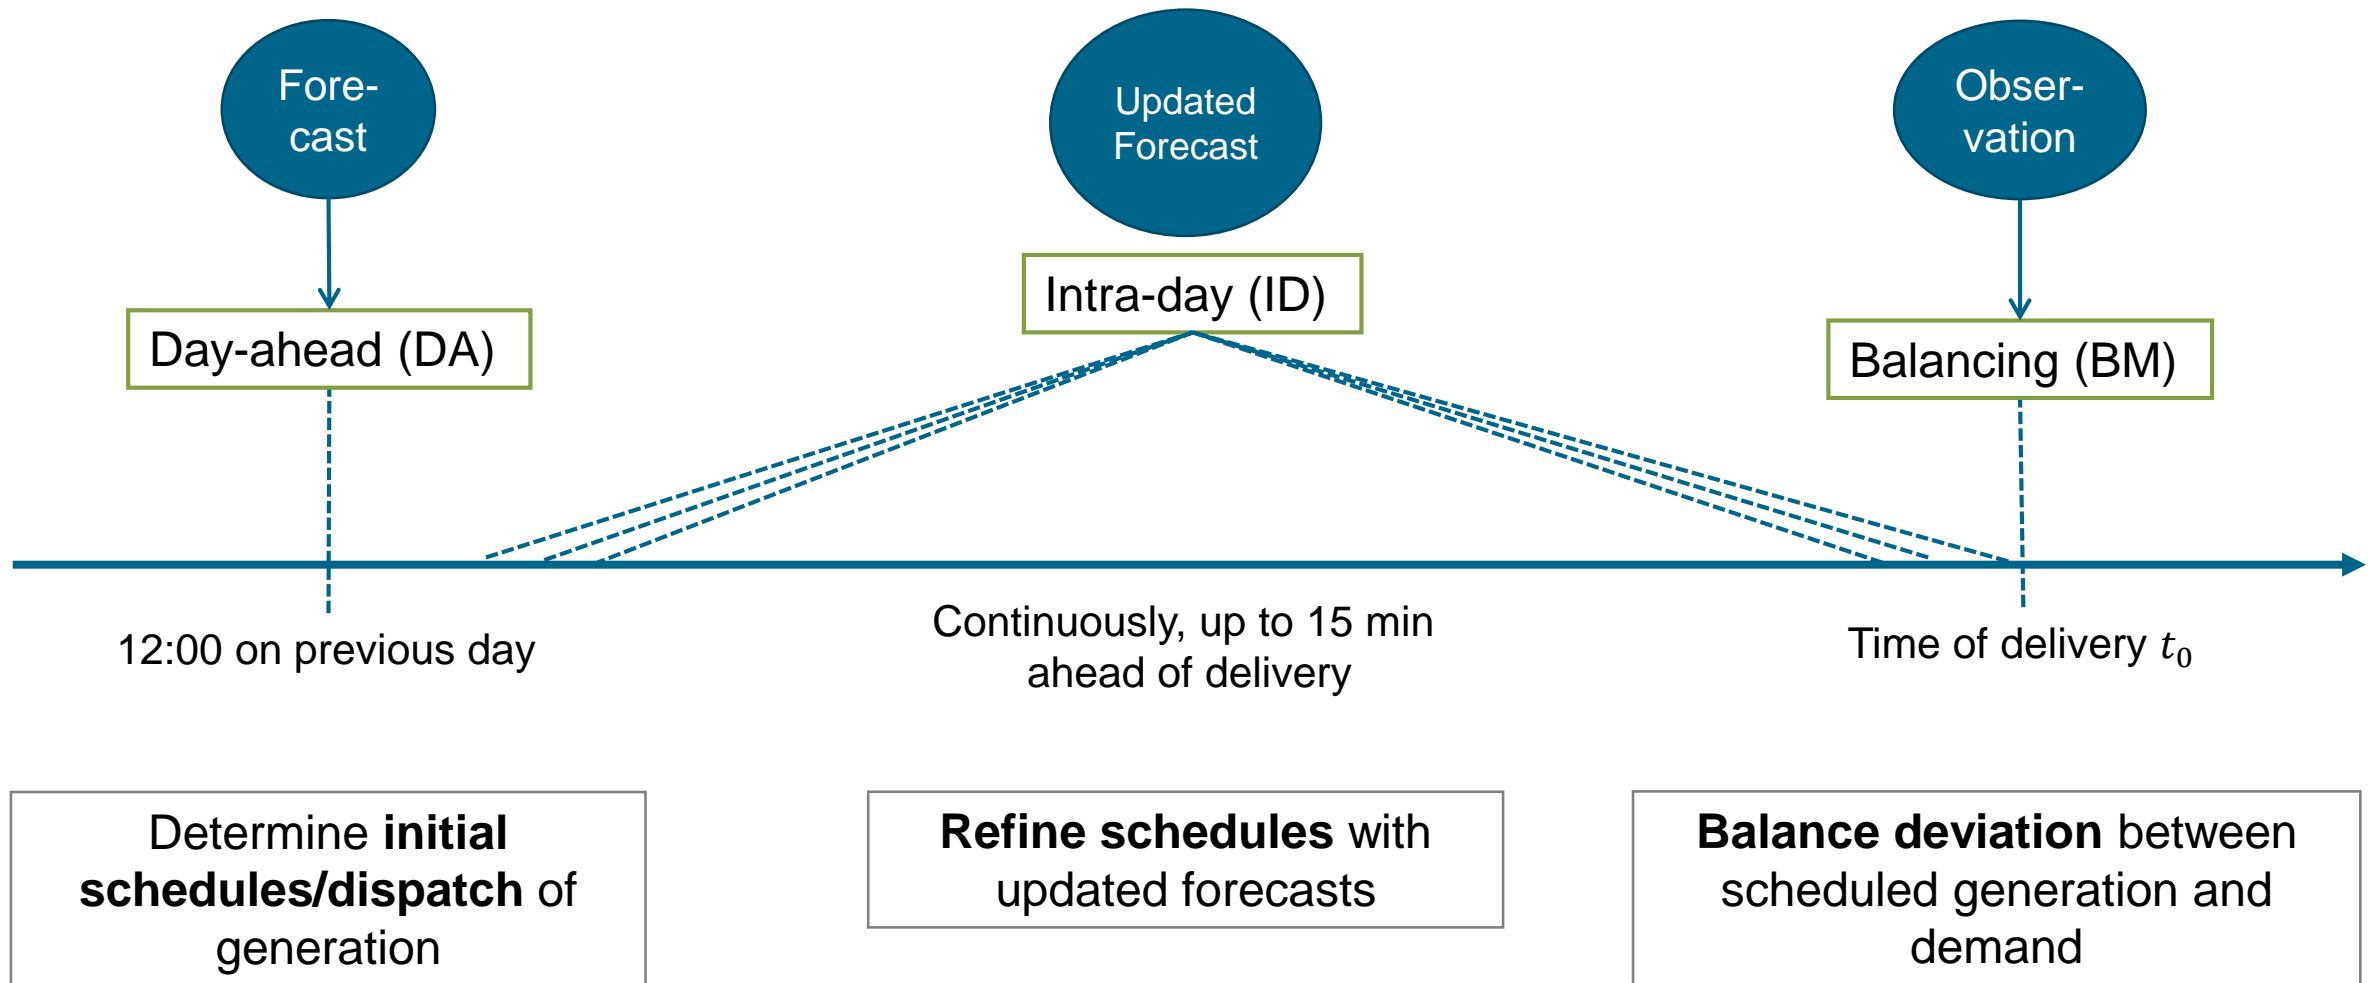 Fore-
cast
Updated
Forecast
Obser-
vation
Day-ahead (DA)
Intra-day (ID)
Balancing (BM)
12:00 on previous day
Continuously, up to 15 min
ahead of delivery
Time of delivery t₀
Determine initial
schedules/dispatch of
generation
Refine schedules with
updated forecasts
Balance deviation between
scheduled generation and
demand